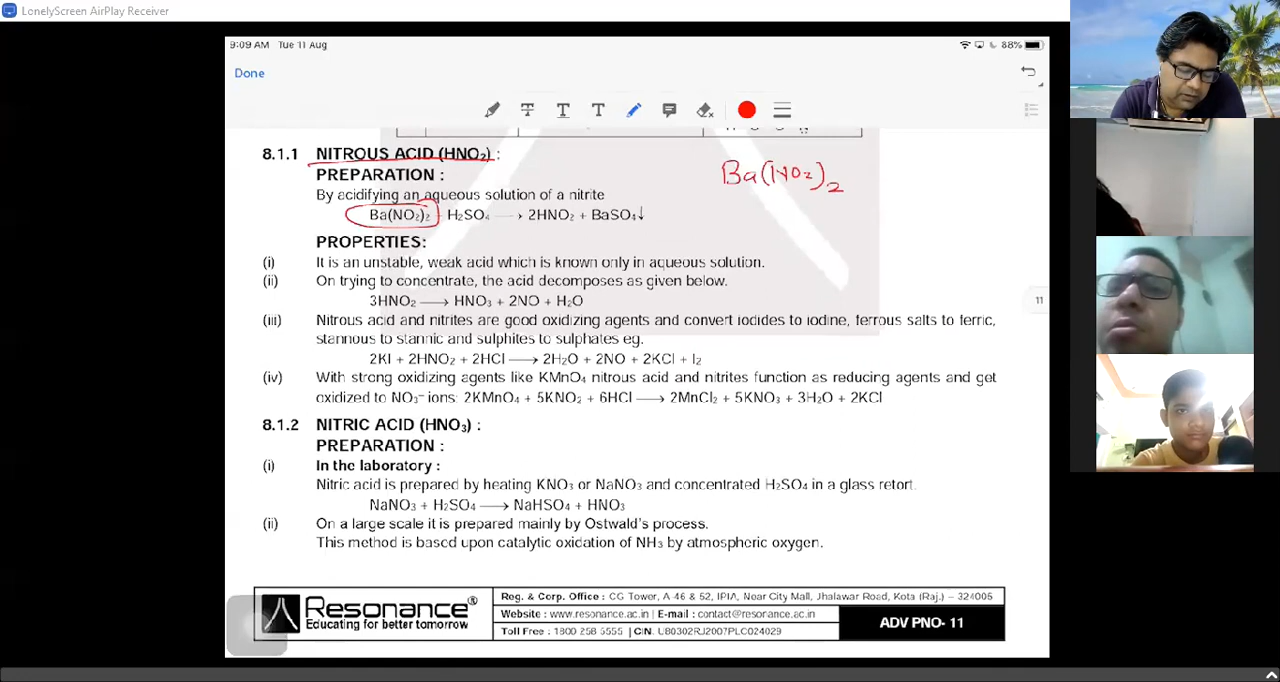 LonelyScreen AirPlay Receiver
9:09 AM Tue 11 Aug
88%
Done
8.1.1 NITROUS ACID (HNO₂) :
Ba(NO₂)₂
PREPARATION :
By acidifying an aqueous solution of a nitrite
Ba(NO₂)₂ + H₂SO₄ ⟶ 2HNO₂ + BaSO₄↓
PROPERTIES:
(i) It is an unstable, weak acid which is known only in aqueous solution.
(ii) On trying to concentrate, the acid decomposes as given below.
3HNO₂ ⟶ HNO₃ + 2NO + H₂O
11
(iii) Nitrous acid and nitrites are good oxidizing agents and convert iodides to iodine, ferrous salts to ferric,
stannous to stannic and sulphites to sulphates eg.
2KI + 2HNO₂ + 2HCl ⟶ 2H₂O + 2NO + 2KCl + I₂
(iv) With strong oxidizing agents like KMnO₄ nitrous acid and nitrites function as reducing agents and get
oxidized to NO₃⁻ ions: 2KMnO₄ + 5KNO₂ + 6HCl ⟶ 2MnCl₂ + 5KNO₃ + 3H₂O + 2KCl
8.1.2 NITRIC ACID (HNO₃) :
PREPARATION :
(i) In the laboratory :
Nitric acid is prepared by heating KNO₃ or NaNO₃ and concentrated H₂SO₄ in a glass retort.
NaNO₃ + H₂SO₄ ⟶ NaHSO₄ + HNO₃
(ii) On a large scale it is prepared mainly by Ostwald's process.
This method is based upon catalytic oxidation of NH₃ by atmospheric oxygen.
Resonance®
Educating for better tomorrow
Reg. & Corp. Office : CG Tower, A-46 & 52, IPIA, Near City Mall, Jhalawar Road, Kota (Raj.) – 324005
Website : www.resonance.ac.in | E-mail : contact@resonance.ac.in
Toll Free : 1800 258 5555 | CIN. U80302RJ2007PLC024029
ADV PNO- 11